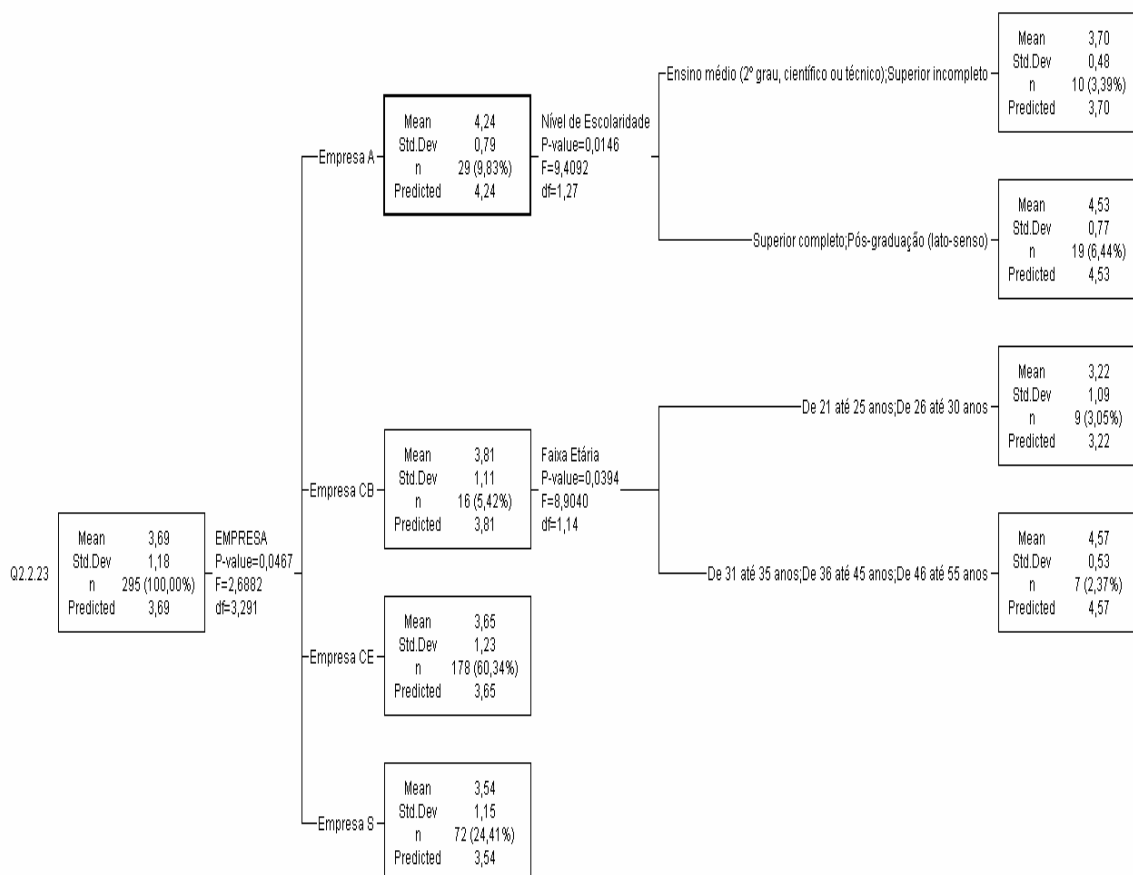 Q2.2.23
Mean 3,69
Std.Dev 1,18
n 295 (100,00%)
Predicted 3,69
EMPRESA
P-value=0,0467
F=2,6882
df=3,291
Empresa A
Mean 4,24
Std.Dev 0,79
n 29 (9,83%)
Predicted 4,24
Nível de Escolaridade
P-value=0,0146
F=9,4092
df=1,27
Ensino médio (2º grau, científico ou técnico);Superior incompleto
Mean 3,70
Std.Dev 0,48
n 10 (3,39%)
Predicted 3,70
Superior completo;Pós-graduação (lato-senso)
Mean 4,53
Std.Dev 0,77
n 19 (6,44%)
Predicted 4,53
Empresa CB
Mean 3,81
Std.Dev 1,11
n 16 (5,42%)
Predicted 3,81
Faixa Etária
P-value=0,0394
F=8,9040
df=1,14
De 21 até 25 anos;De 26 até 30 anos
Mean 3,22
Std.Dev 1,09
n 9 (3,05%)
Predicted 3,22
De 31 até 35 anos;De 36 até 45 anos;De 46 até 55 anos
Mean 4,57
Std.Dev 0,53
n 7 (2,37%)
Predicted 4,57
Empresa CE
Mean 3,65
Std.Dev 1,23
n 178 (60,34%)
Predicted 3,65
Empresa S
Mean 3,54
Std.Dev 1,15
n 72 (24,41%)
Predicted 3,54